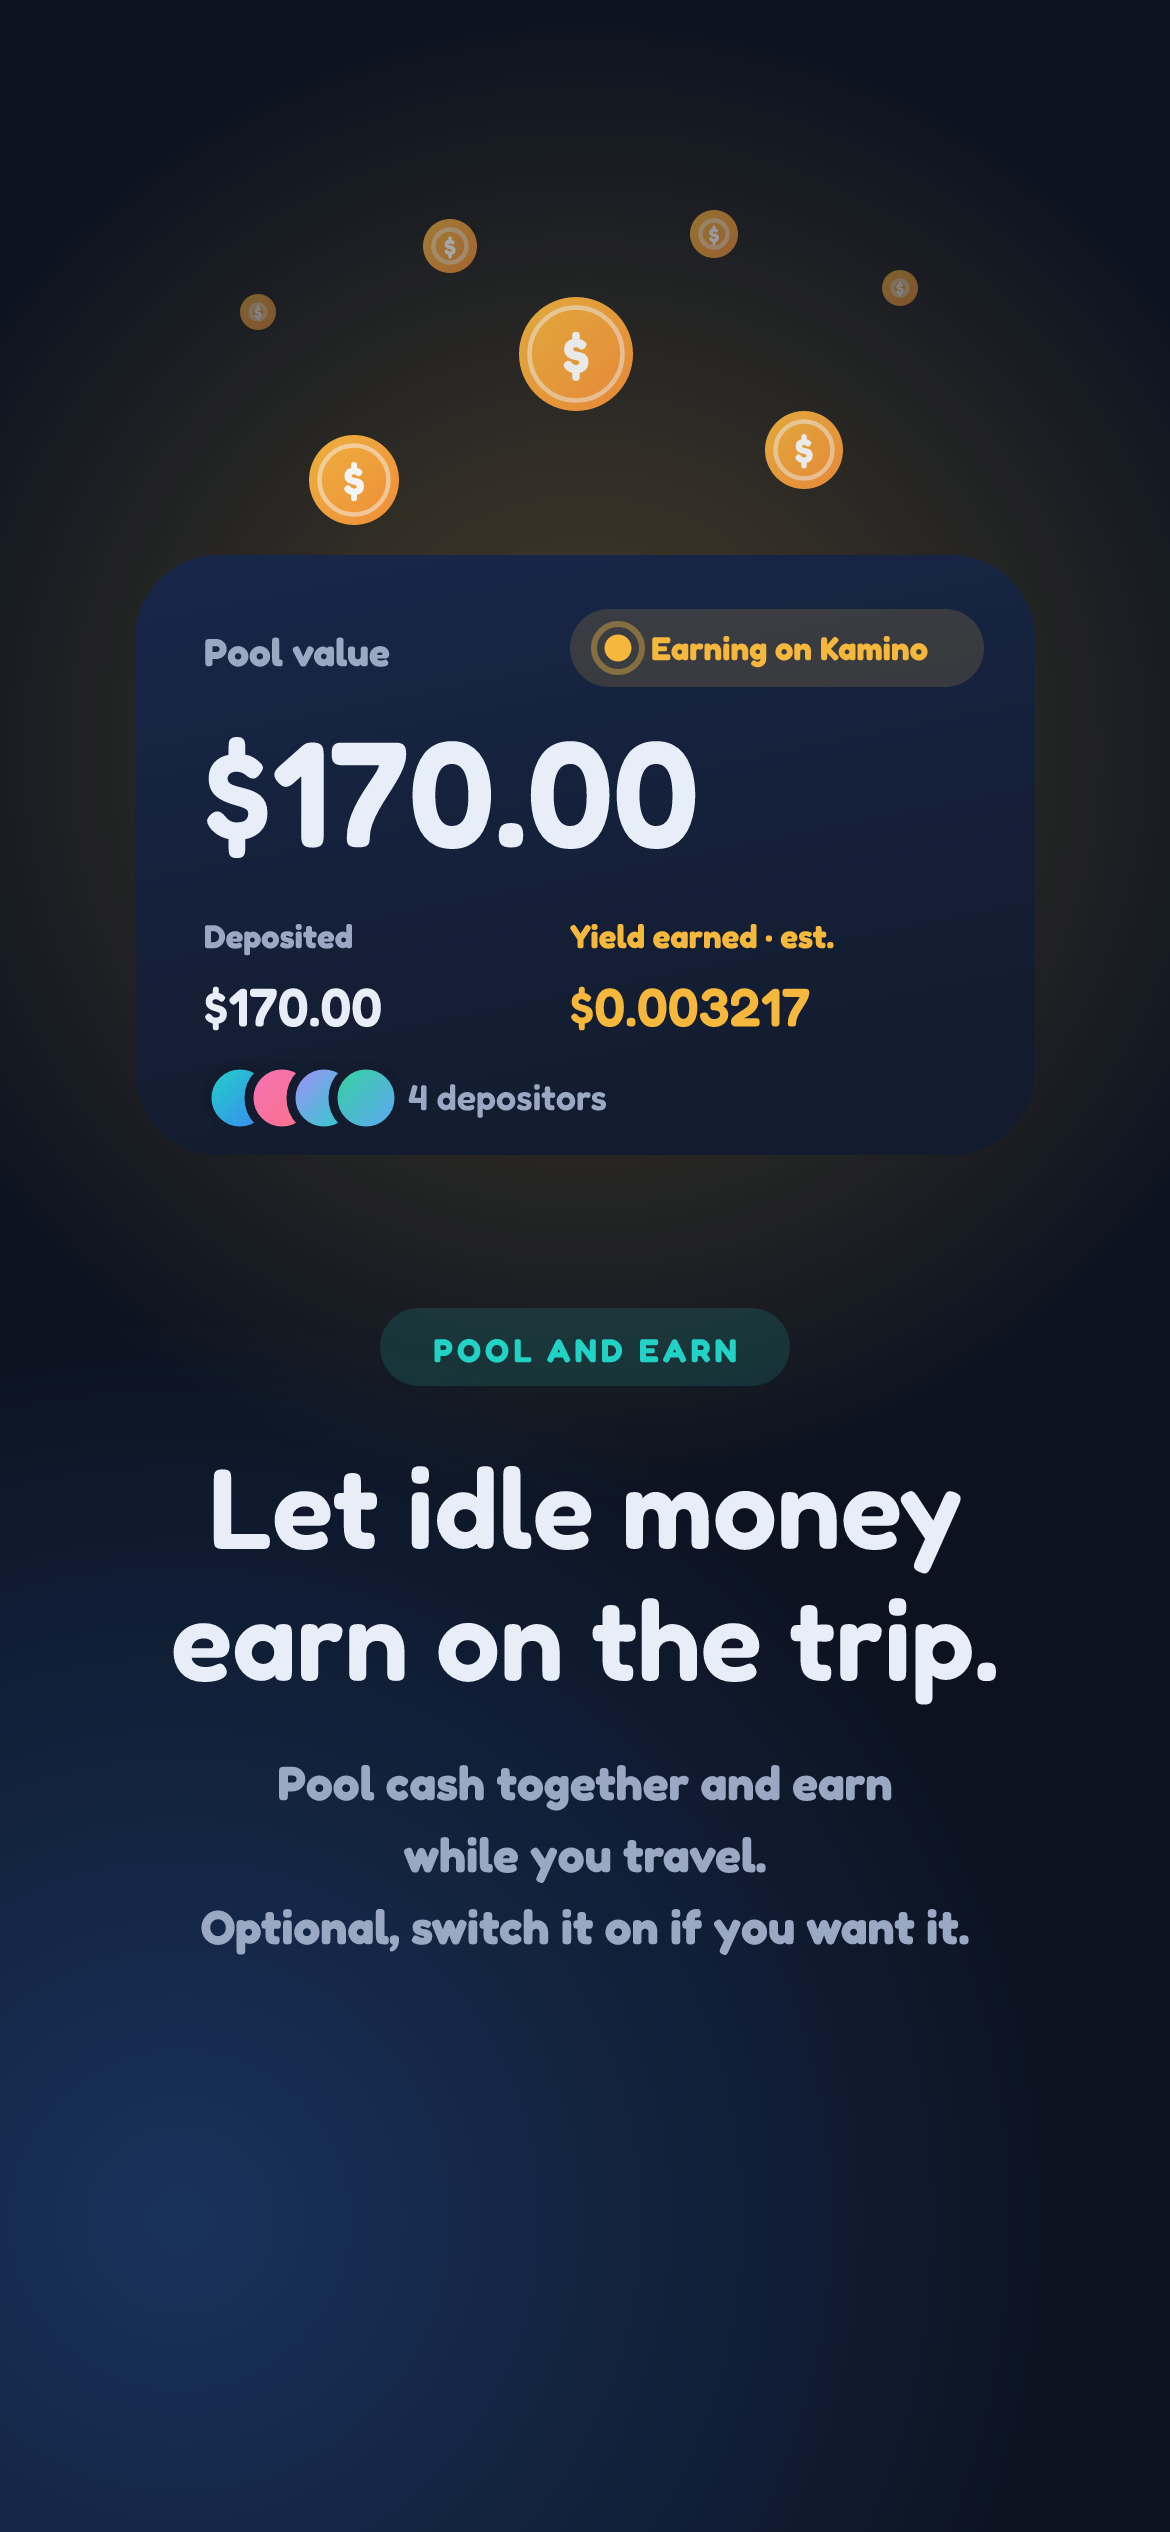 $
$
$
$
$
$
$
Pool value
Earning on Kamino
$170.00
Deposited
Yield earned · est.
$170.00
$0.003217
4 depositors
POOL AND EARN
Let idle money
earn on the trip.
Pool cash together and earn
while you travel.
Optional, switch it on if you want it.